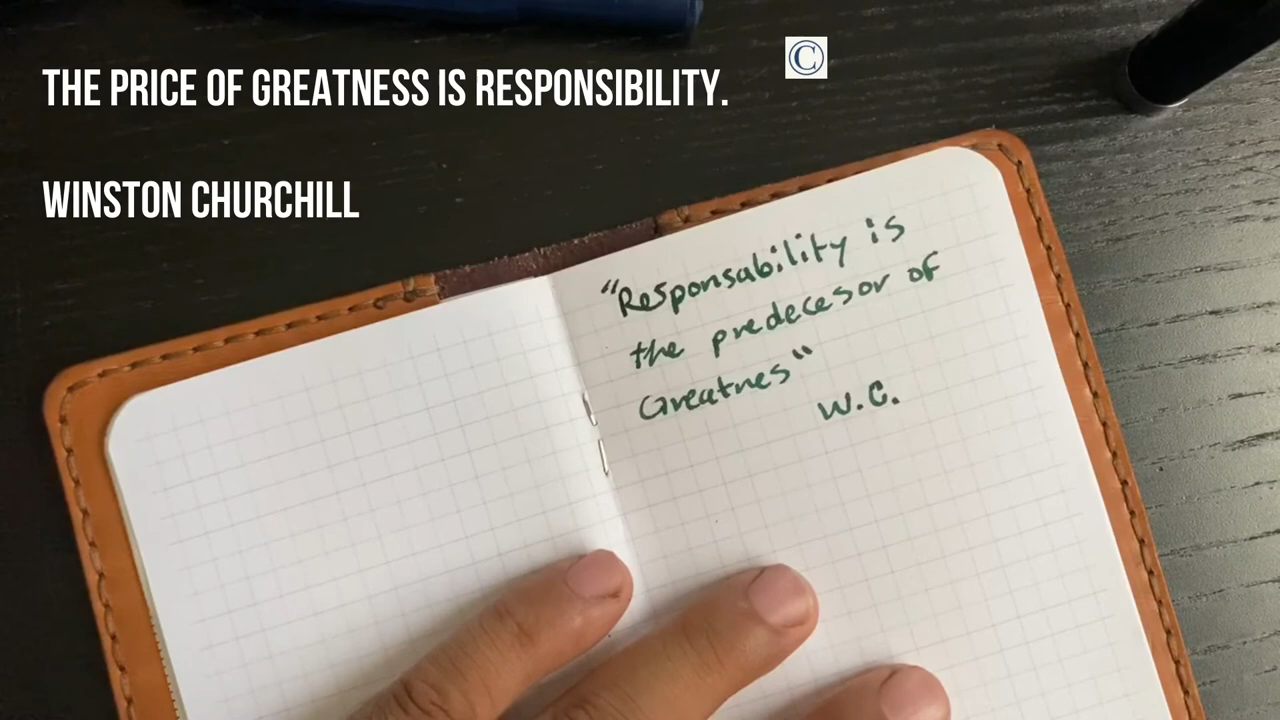 THE PRICE OF GREATNESS IS RESPONSIBILITY.
WINSTON CHURCHILL
©
"Responsability is
the predecesor of
Greatnes"
W.C.